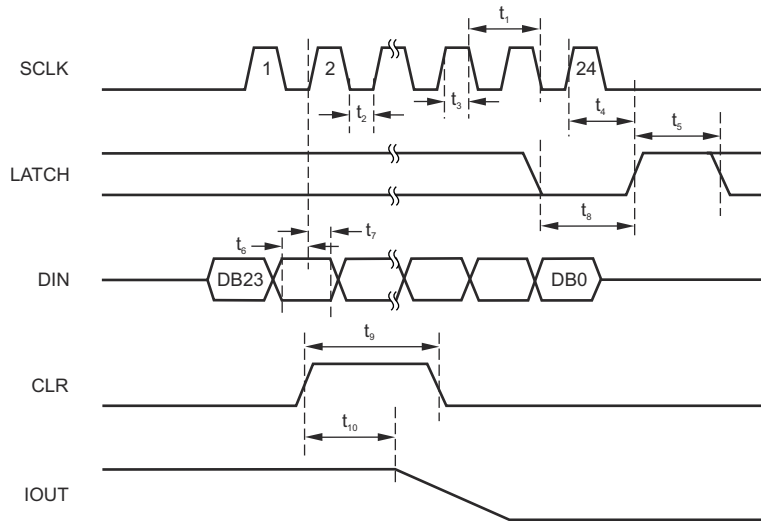 t1
SCLK 1 2 24
t2 t3 t4 t5
LATCH
t8
t6 t7
DIN DB23 DB0
t9
CLR
t10
IOUT